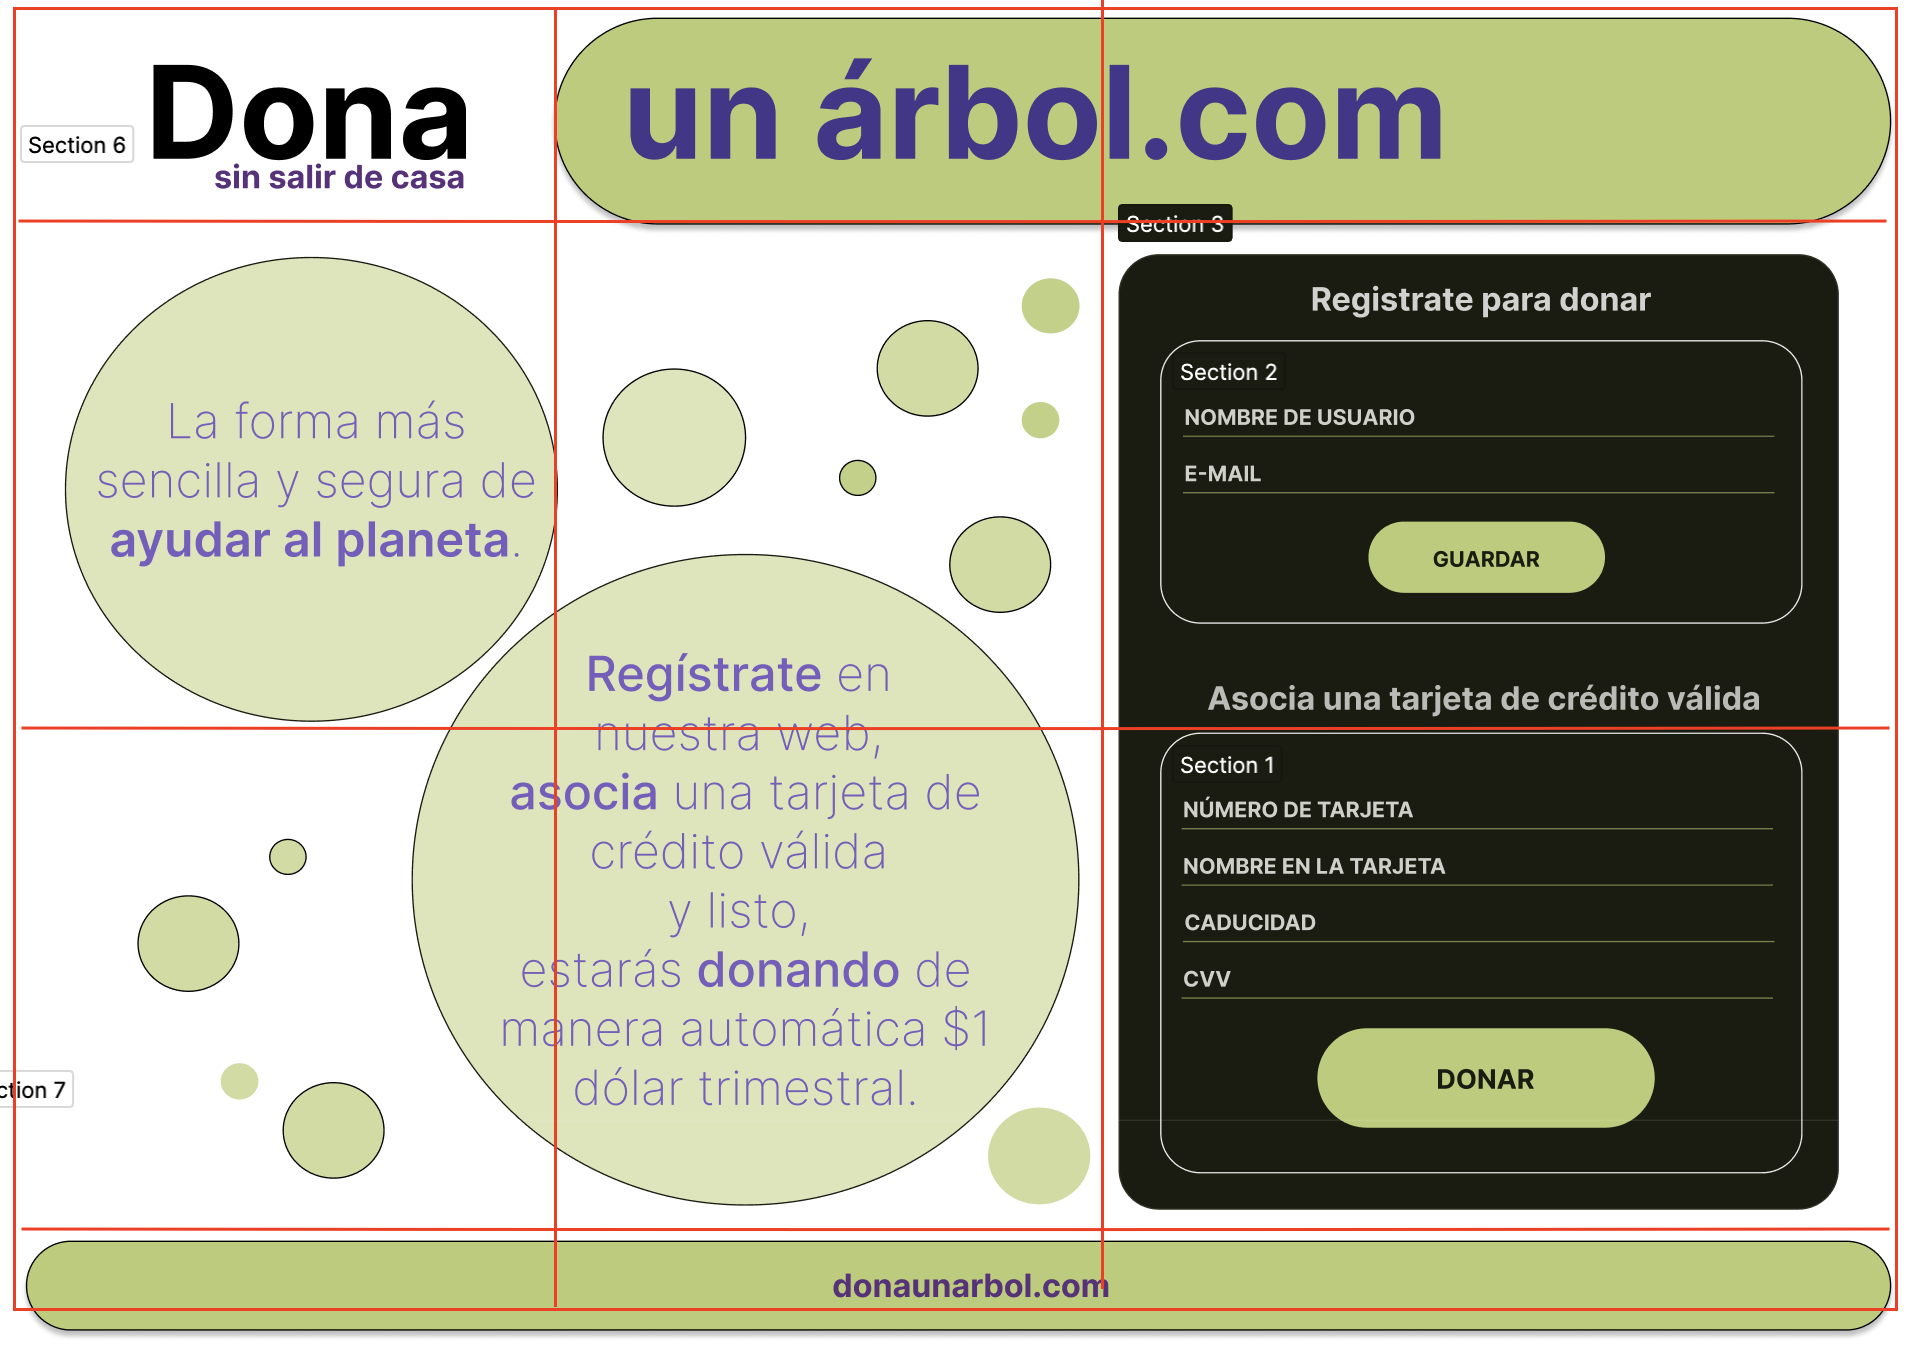 Section 6
Dona
sin salir de casa
un árbol.com
Section 3
La forma más
sencilla y segura de
ayudar al planeta.
Regístrate en
nuestra web,
asocia una tarjeta de
crédito válida
y listo,
estarás donando de
manera automática $1
dólar trimestral.
Registrate para donar
Section 2
NOMBRE DE USUARIO
E-MAIL
GUARDAR
Asocia una tarjeta de crédito válida
Section 1
NÚMERO DE TARJETA
NOMBRE EN LA TARJETA
CADUCIDAD
CVV
DONAR
ction 7
donaunarbol.com